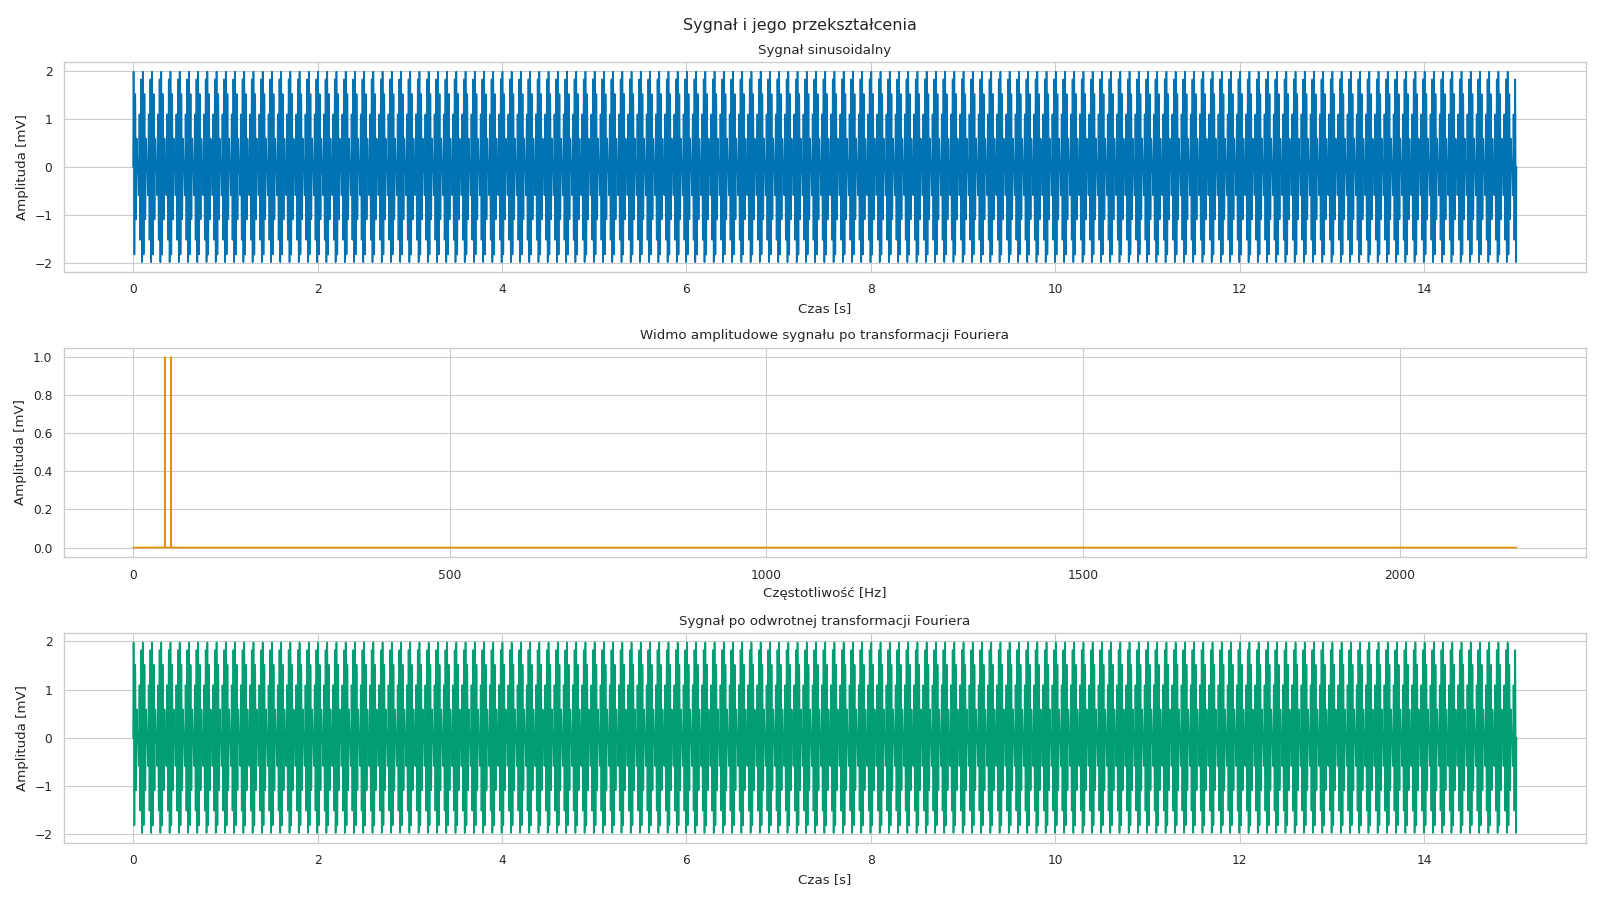 Sygnał i jego przekształcenia
Sygnał sinusoidalny
Amplituda [mV]
2
1
0
−1
−2
0 2 4 6 8 10 12 14
Czas [s]
Widmo amplitudowe sygnału po transformacji Fouriera
Amplituda [mV]
1.0
0.8
0.6
0.4
0.2
0.0
0 500 1000 1500 2000
Częstotliwość [Hz]
Sygnał po odwrotnej transformacji Fouriera
Amplituda [mV]
2
1
0
−1
−2
0 2 4 6 8 10 12 14
Czas [s]